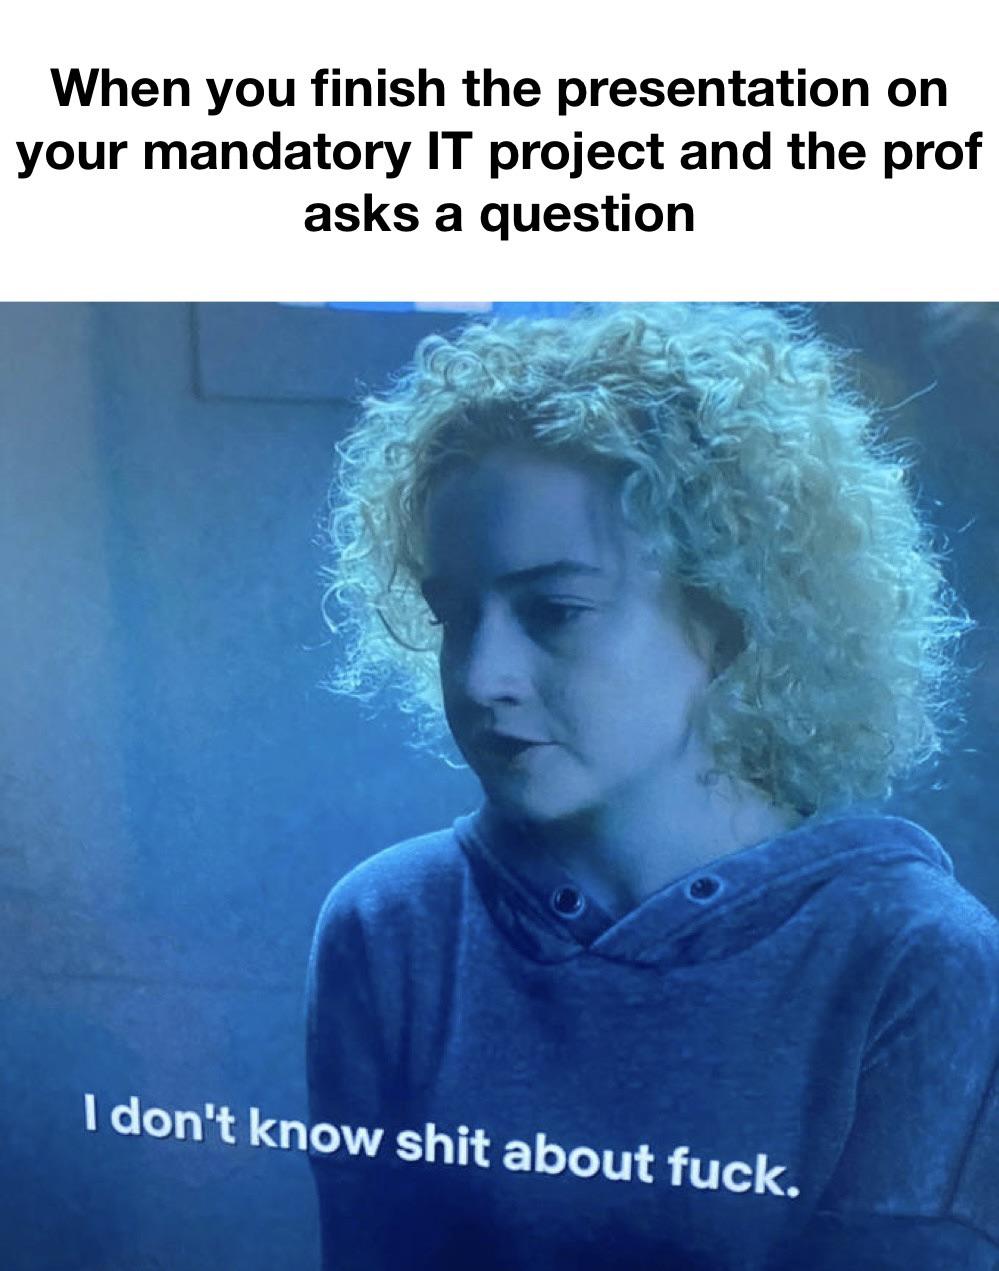 When you finish the presentation on
your mandatory IT project and the prof
asks a question
I don't know shit about fuck.